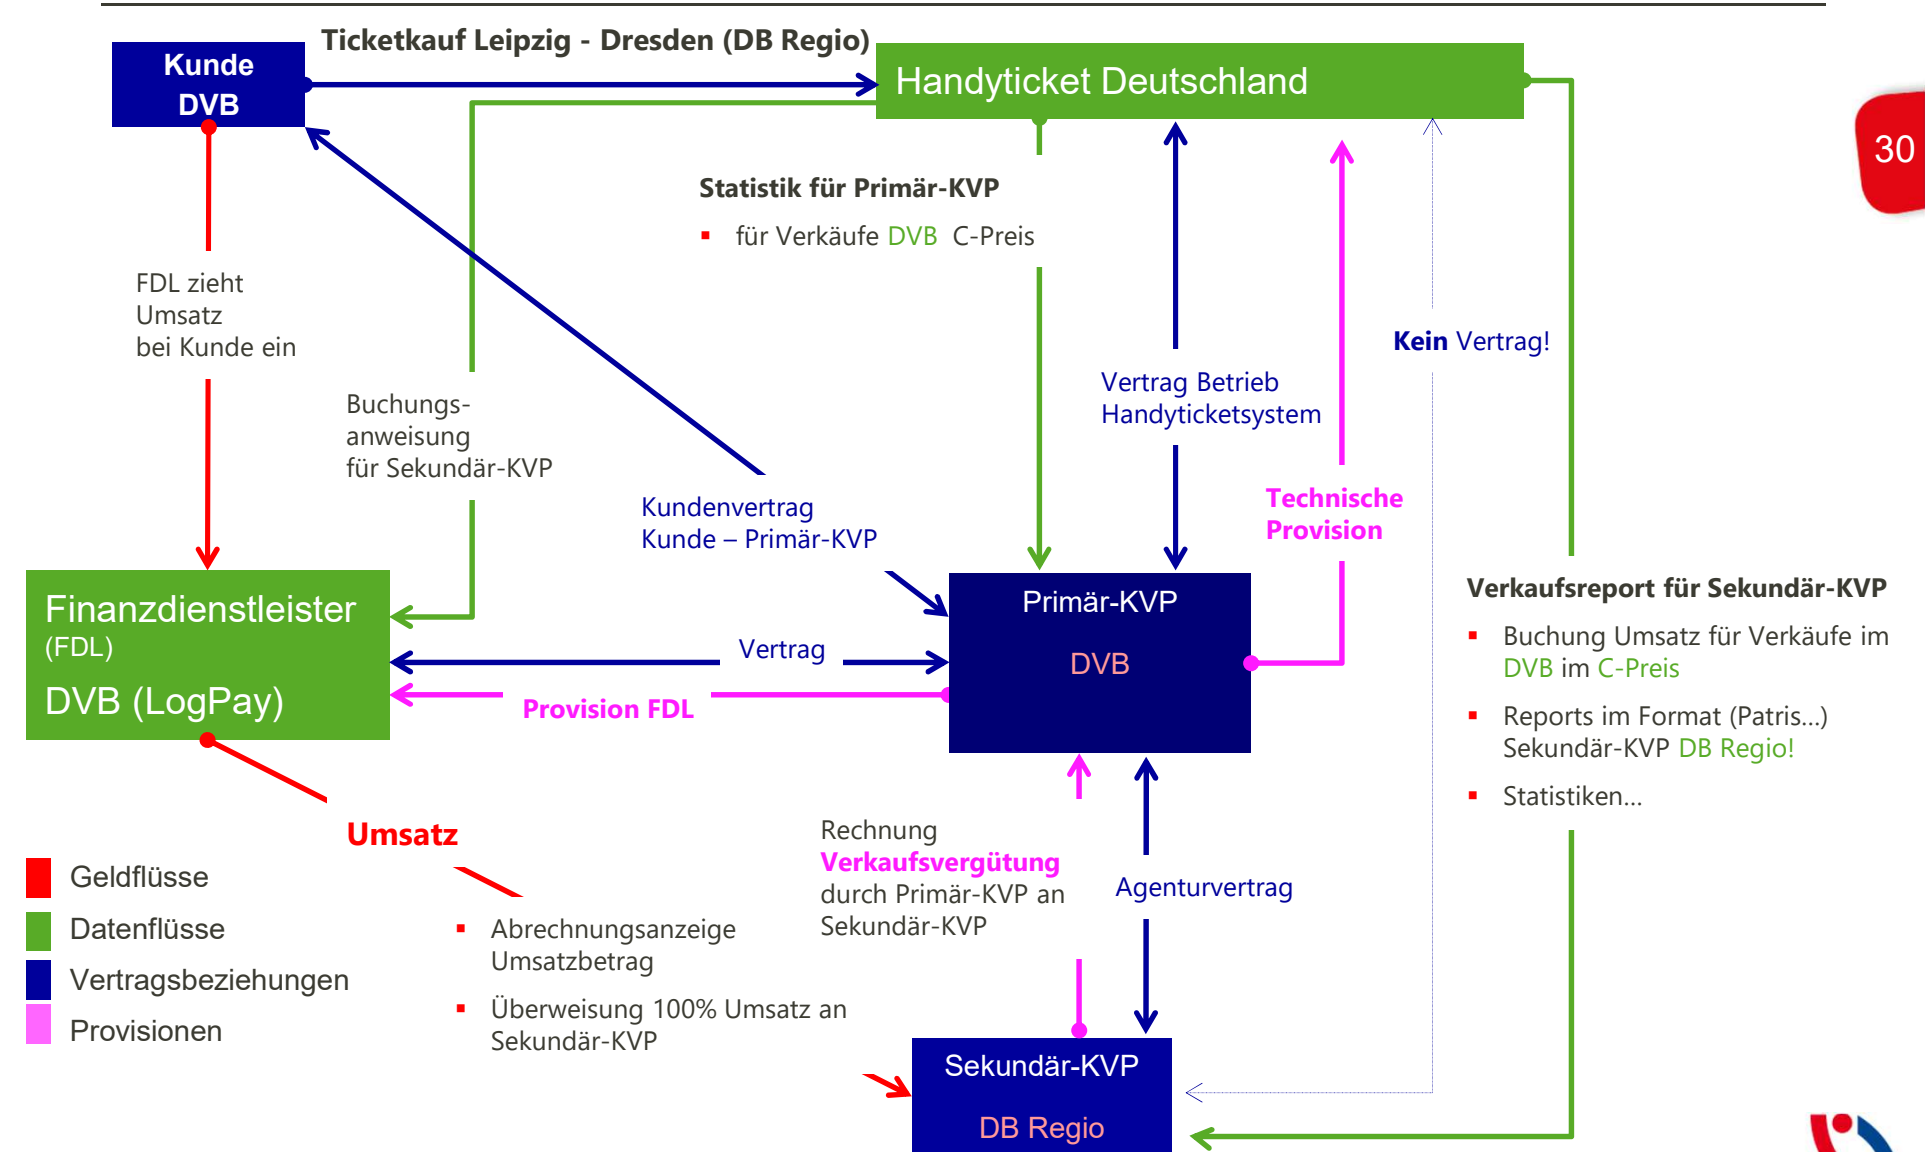 Ticketkauf Leipzig - Dresden (DB Regio)
Kunde
DVB
Handyticket Deutschland
30
Statistik für Primär-KVP
▪ für Verkäufe DVB C-Preis
FDL zieht
Umsatz
bei Kunde ein
Kein Vertrag!
Vertrag Betrieb
Handyticketsystem
Buchungs-
anweisung
für Sekundär-KVP
Kundenvertrag
Kunde – Primär-KVP
Technische
Provision
Finanzdienstleister
(FDL)
DVB (LogPay)
Vertrag
Provision FDL
Primär-KVP
DVB
Verkaufsreport für Sekundär-KVP
▪ Buchung Umsatz für Verkäufe im
DVB im C-Preis
▪ Reports im Format (Patris...)
Sekundär-KVP DB Regio!
▪ Statistiken...
Umsatz
Rechnung
Verkaufsvergütung
durch Primär-KVP an
Sekundär-KVP
Agenturvertrag
Geldflüsse
Datenflüsse
Vertragsbeziehungen
Provisionen
▪ Abrechnungsanzeige
Umsatzbetrag
▪ Überweisung 100% Umsatz an
Sekundär-KVP
Sekundär-KVP
DB Regio